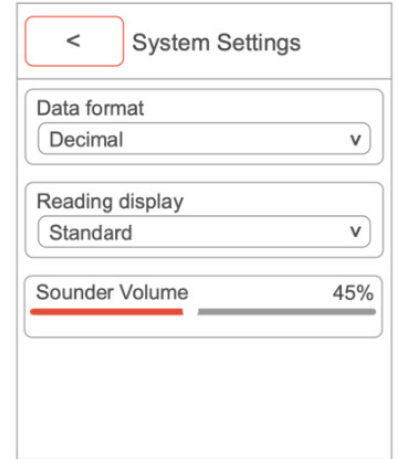 < System Settings
Data format
Decimal v
Reading display
Standard v
Sounder Volume 45%